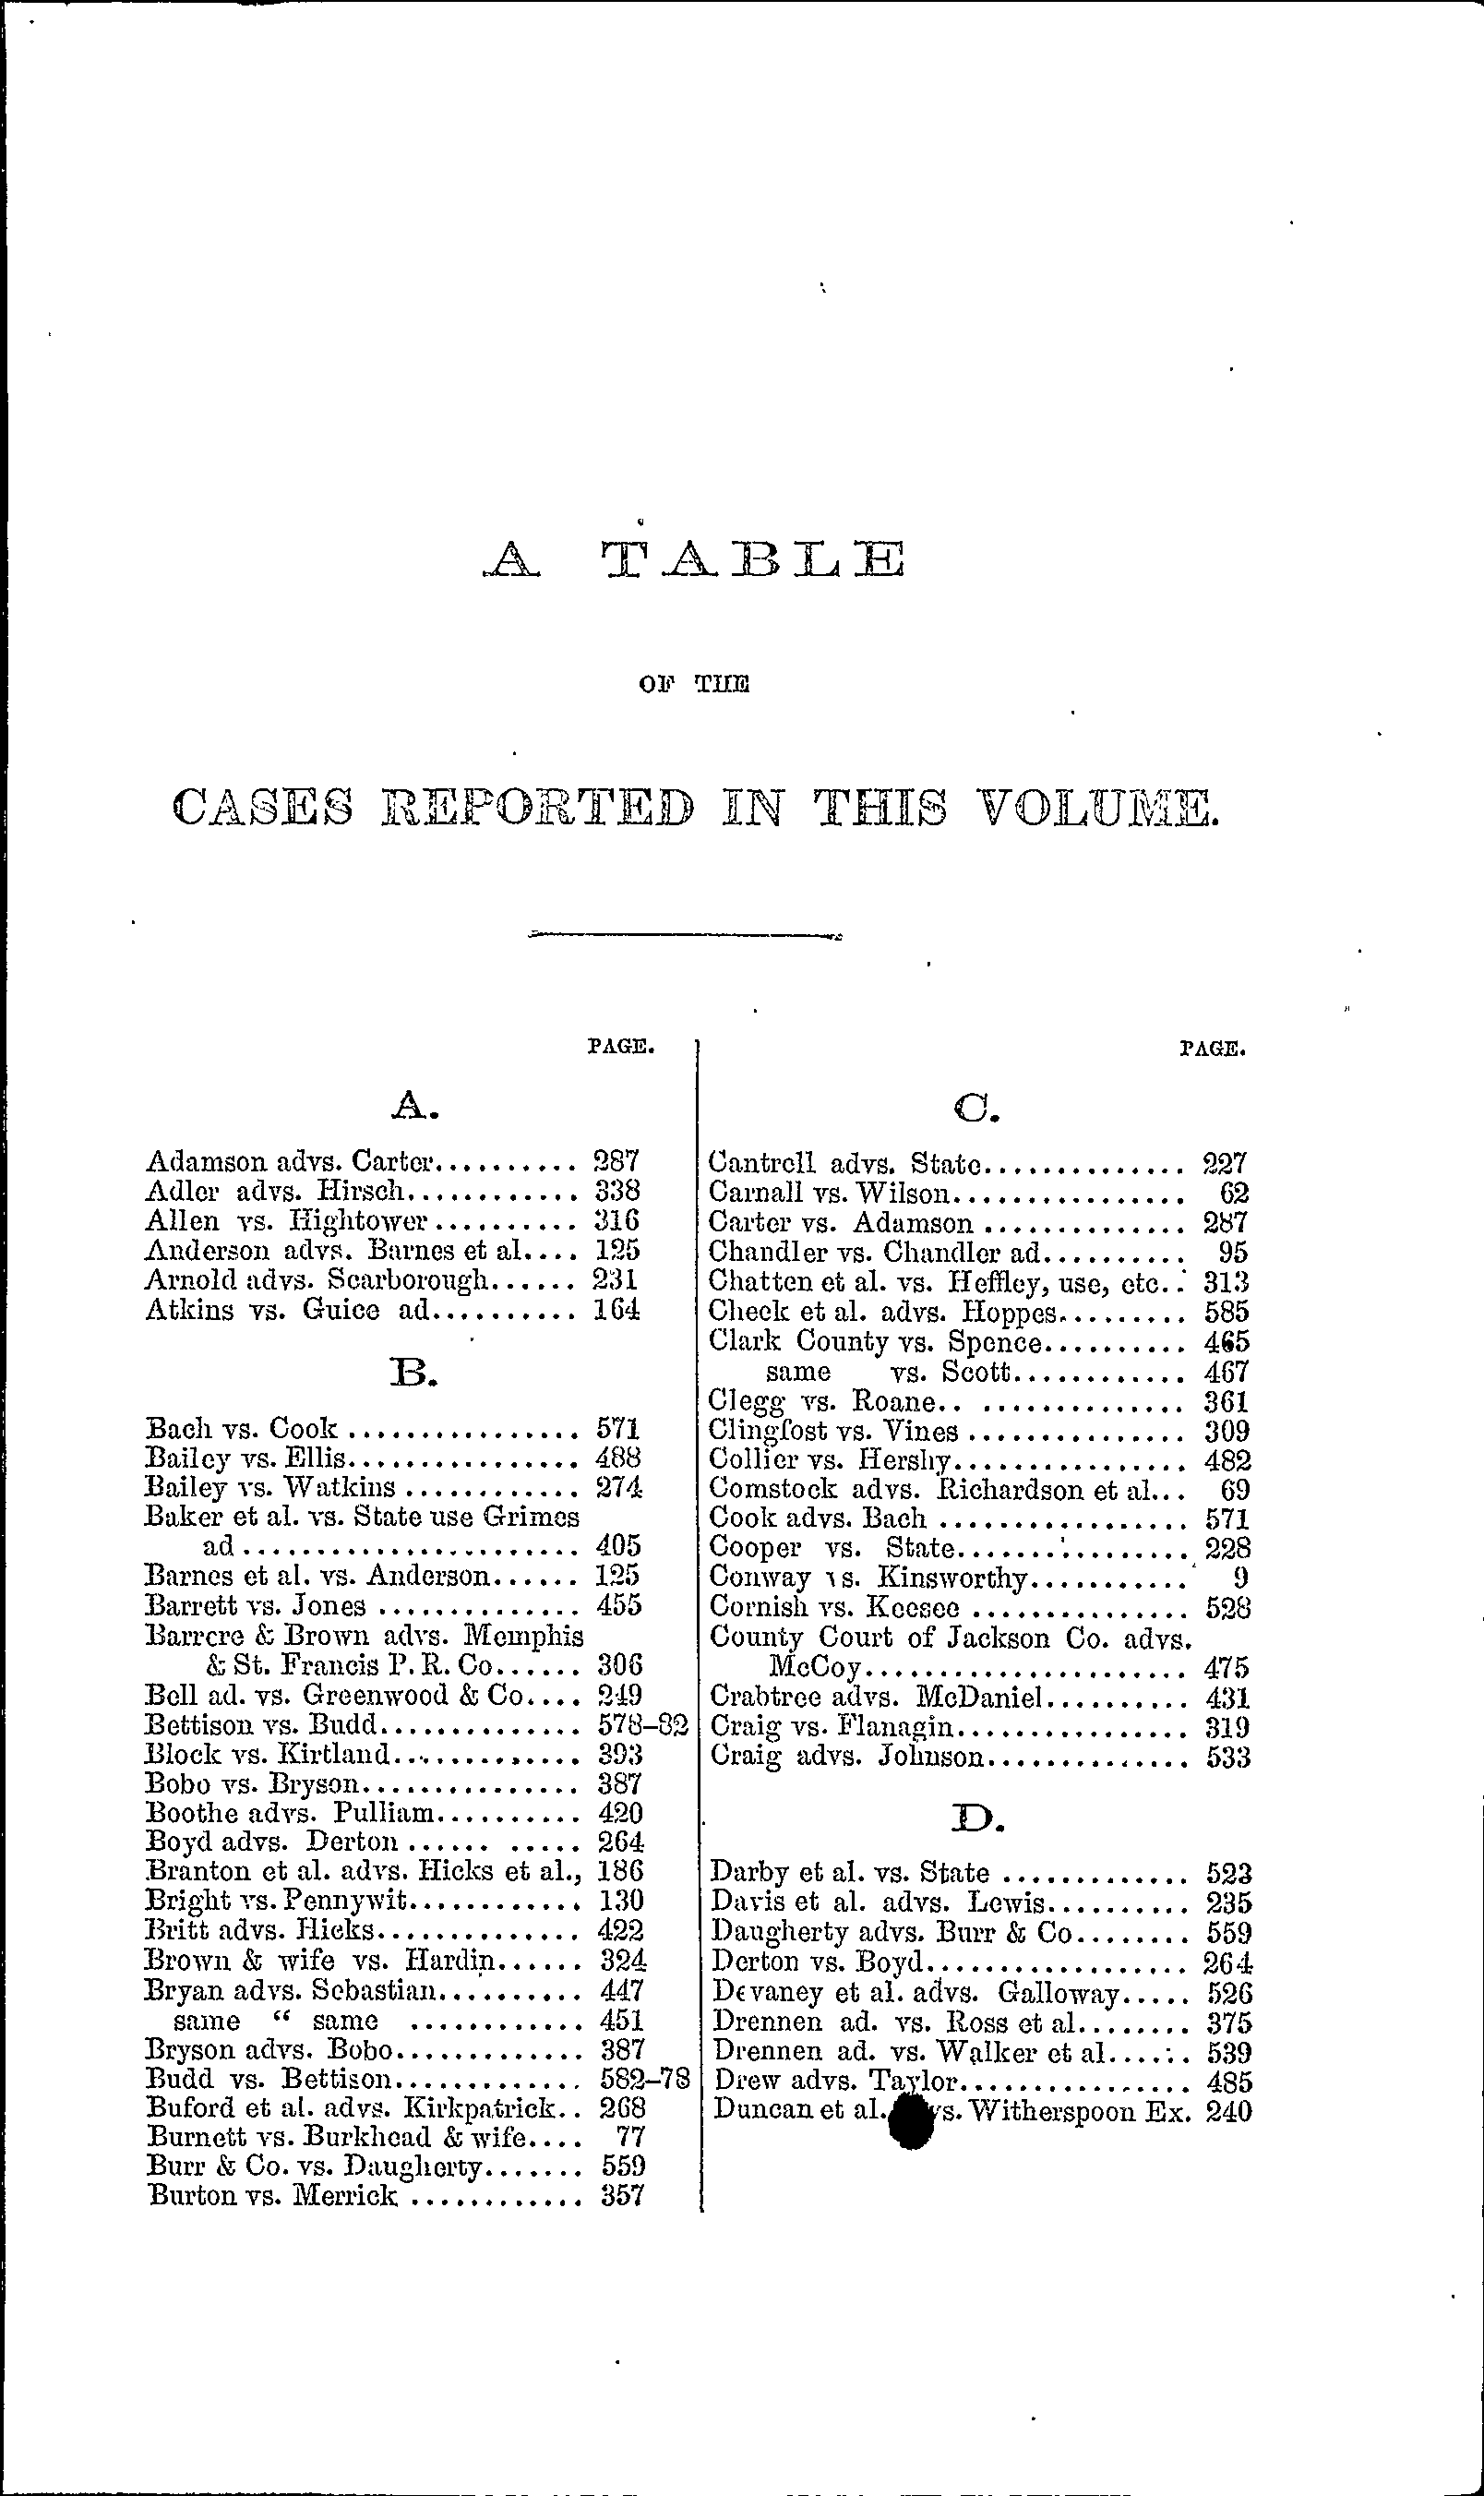 A TABLE
OF THE
CASES REPORTED IN THIS VOLUME.
PAGE.
A.
Adamson advs. Carter.......... 287
Adler advs. Hirsch............ 338
Allen vs. Hightower.......... 316
Anderson advs. Barnes et al.... 125
Arnold advs. Scarborough...... 231
Atkins vs. Guice ad.......... 164
B.
Bach vs. Cook ................ 571
Bailey vs. Ellis................ 488
Bailey vs. Watkins ............ 274
Baker et al. vs. State use Grimes
ad....................... 405
Barnes et al. vs. Anderson...... 125
Barrett vs. Jones .............. 455
Barrere & Brown advs. Memphis
& St. Francis P. R. Co...... 306
Bell ad. vs. Greenwood & Co.... 249
Bettison vs. Budd.............. 578-82
Block vs. Kirtland............. 393
Bobo vs. Bryson............... 387
Boothe advs. Pulliam.......... 420
Boyd advs. Derton ...... ..... 264
Branton et al. advs. Hicks et al., 186
Bright vs. Pennywit............ 130
Britt advs. Hicks.............. 422
Brown & wife vs. Hardin...... 324
Bryan advs. Sebastian.......... 447
same “ same ............ 451
Bryson advs. Bobo............. 387
Budd vs. Bettison............. 582-78
Buford et al. advs. Kirkpatrick.. 268
Burnett vs. Burkhead & wife.... 77
Burr & Co. vs. Daugherty....... 559
Burton vs. Merrick ............ 357
PAGE.
C.
Cantrell advs. State.............. 227
Carnall vs. Wilson................ 62
Carter vs. Adamson .............. 287
Chandler vs. Chandler ad.......... 95
Chatten et al. vs. Heffley, use, etc.. 313
Cheek et al. advs. Hoppes......... 585
Clark County vs. Spence.......... 465
same vs. Scott............ 467
Clegg vs. Roane.. .............. 361
Clingfost vs. Vines ............... 309
Collier vs. Hershy................ 482
Comstock advs. Richardson et al... 69
Cook advs. Bach ................. 571
Cooper vs. State................ 228
Conway vs. Kinsworthy........... 9
Cornish vs. Keesee ............... 528
County Court of Jackson Co. advs.
McCoy...................... 475
Crabtree advs. McDaniel.......... 431
Craig vs. Flanagin................ 319
Craig advs. Johnson.............. 533
D.
Darby et al. vs. State ............. 523
Davis et al. advs. Lewis.......... 235
Daugherty advs. Burr & Co........ 559
Derton vs. Boyd.................. 264
Devaney et al. advs. Galloway..... 526
Drennen ad. vs. Ross et al........ 375
Drennen ad. vs. Walker et al...... 539
Drew advs. Taylor................ 485
Duncan et al. Witherspoon Ex. 240